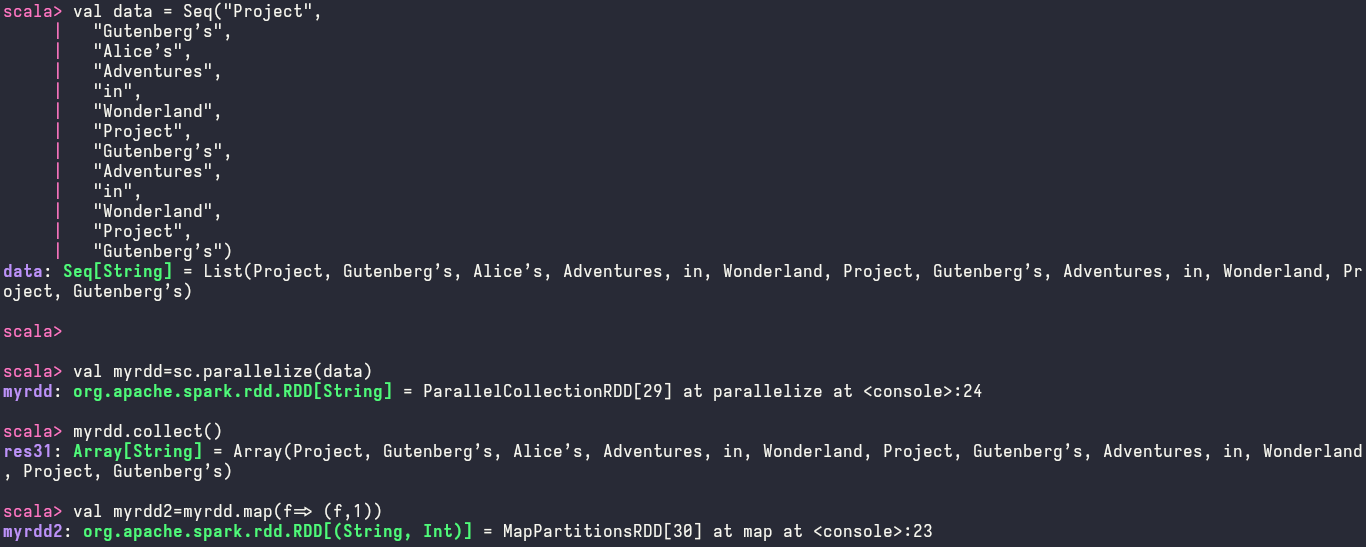 scala> val data = Seq("Project",
     |   "Gutenberg’s",
     |   "Alice’s",
     |   "Adventures",
     |   "in",
     |   "Wonderland",
     |   "Project",
     |   "Gutenberg’s",
     |   "Adventures",
     |   "in",
     |   "Wonderland",
     |   "Project",
     |   "Gutenberg’s")
data: Seq[String] = List(Project, Gutenberg’s, Alice’s, Adventures, in, Wonderland, Project, Gutenberg’s, Adventures, in, Wonderland, Pr
oject, Gutenberg’s)
scala>
scala> val myrdd=sc.parallelize(data)
myrdd: org.apache.spark.rdd.RDD[String] = ParallelCollectionRDD[29] at parallelize at <console>:24
scala> myrdd.collect()
res31: Array[String] = Array(Project, Gutenberg’s, Alice’s, Adventures, in, Wonderland, Project, Gutenberg’s, Adventures, in, Wonderland
, Project, Gutenberg’s)
scala> val myrdd2=myrdd.map(f=> (f,1))
myrdd2: org.apache.spark.rdd.RDD[(String, Int)] = MapPartitionsRDD[30] at map at <console>:23